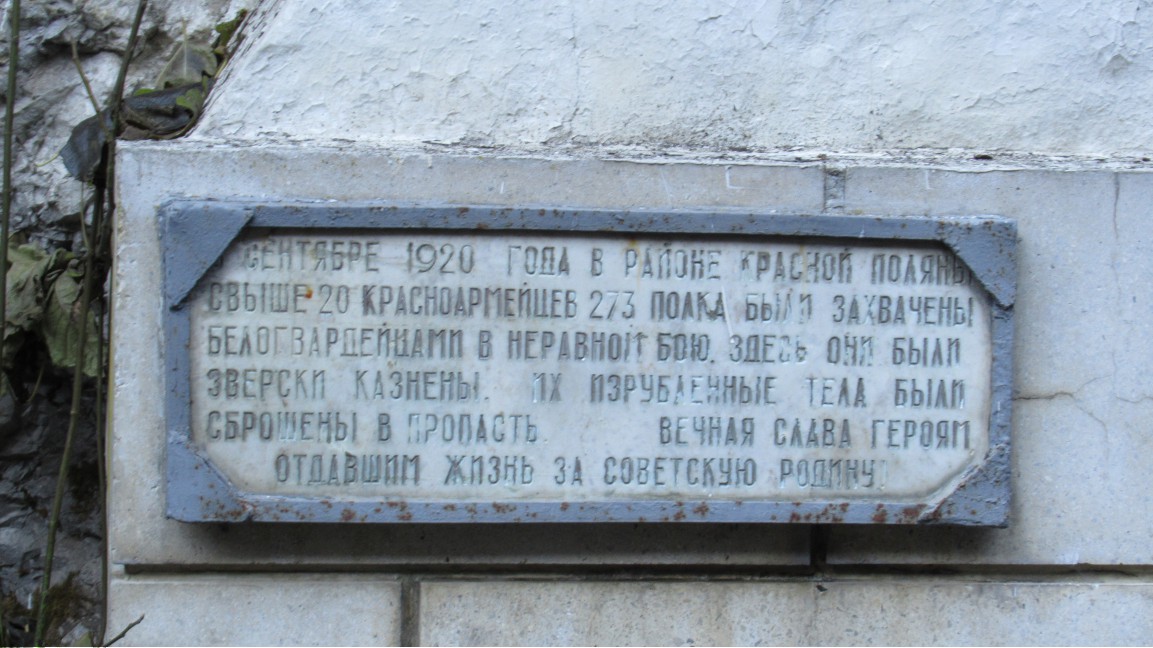 СЕНТЯБРЕ 1920 ГОДА В РАЙОНЕ КРАСНОЙ ПОЛЯНЫ
СВЫШЕ 20 КРАСНОАРМЕЙЦЕВ 273 ПОЛКА БЫЛИ ЗАХВАЧЕНЫ
БЕЛОГВАРДЕЙЦАМИ В НЕРАВНОМ БОЮ. ЗДЕСЬ ОНИ БЫЛИ
ЗВЕРСКИ КАЗНЕНЫ. ИХ ИЗРУБЛЕННЫЕ ТЕЛА БЫЛИ
СБРОШЕНЫ В ПРОПАСТЬ. ВЕЧНАЯ СЛАВА ГЕРОЯМ
ОТДАВШИМ ЖИЗНЬ ЗА СОВЕТСКУЮ РОДИНУ!